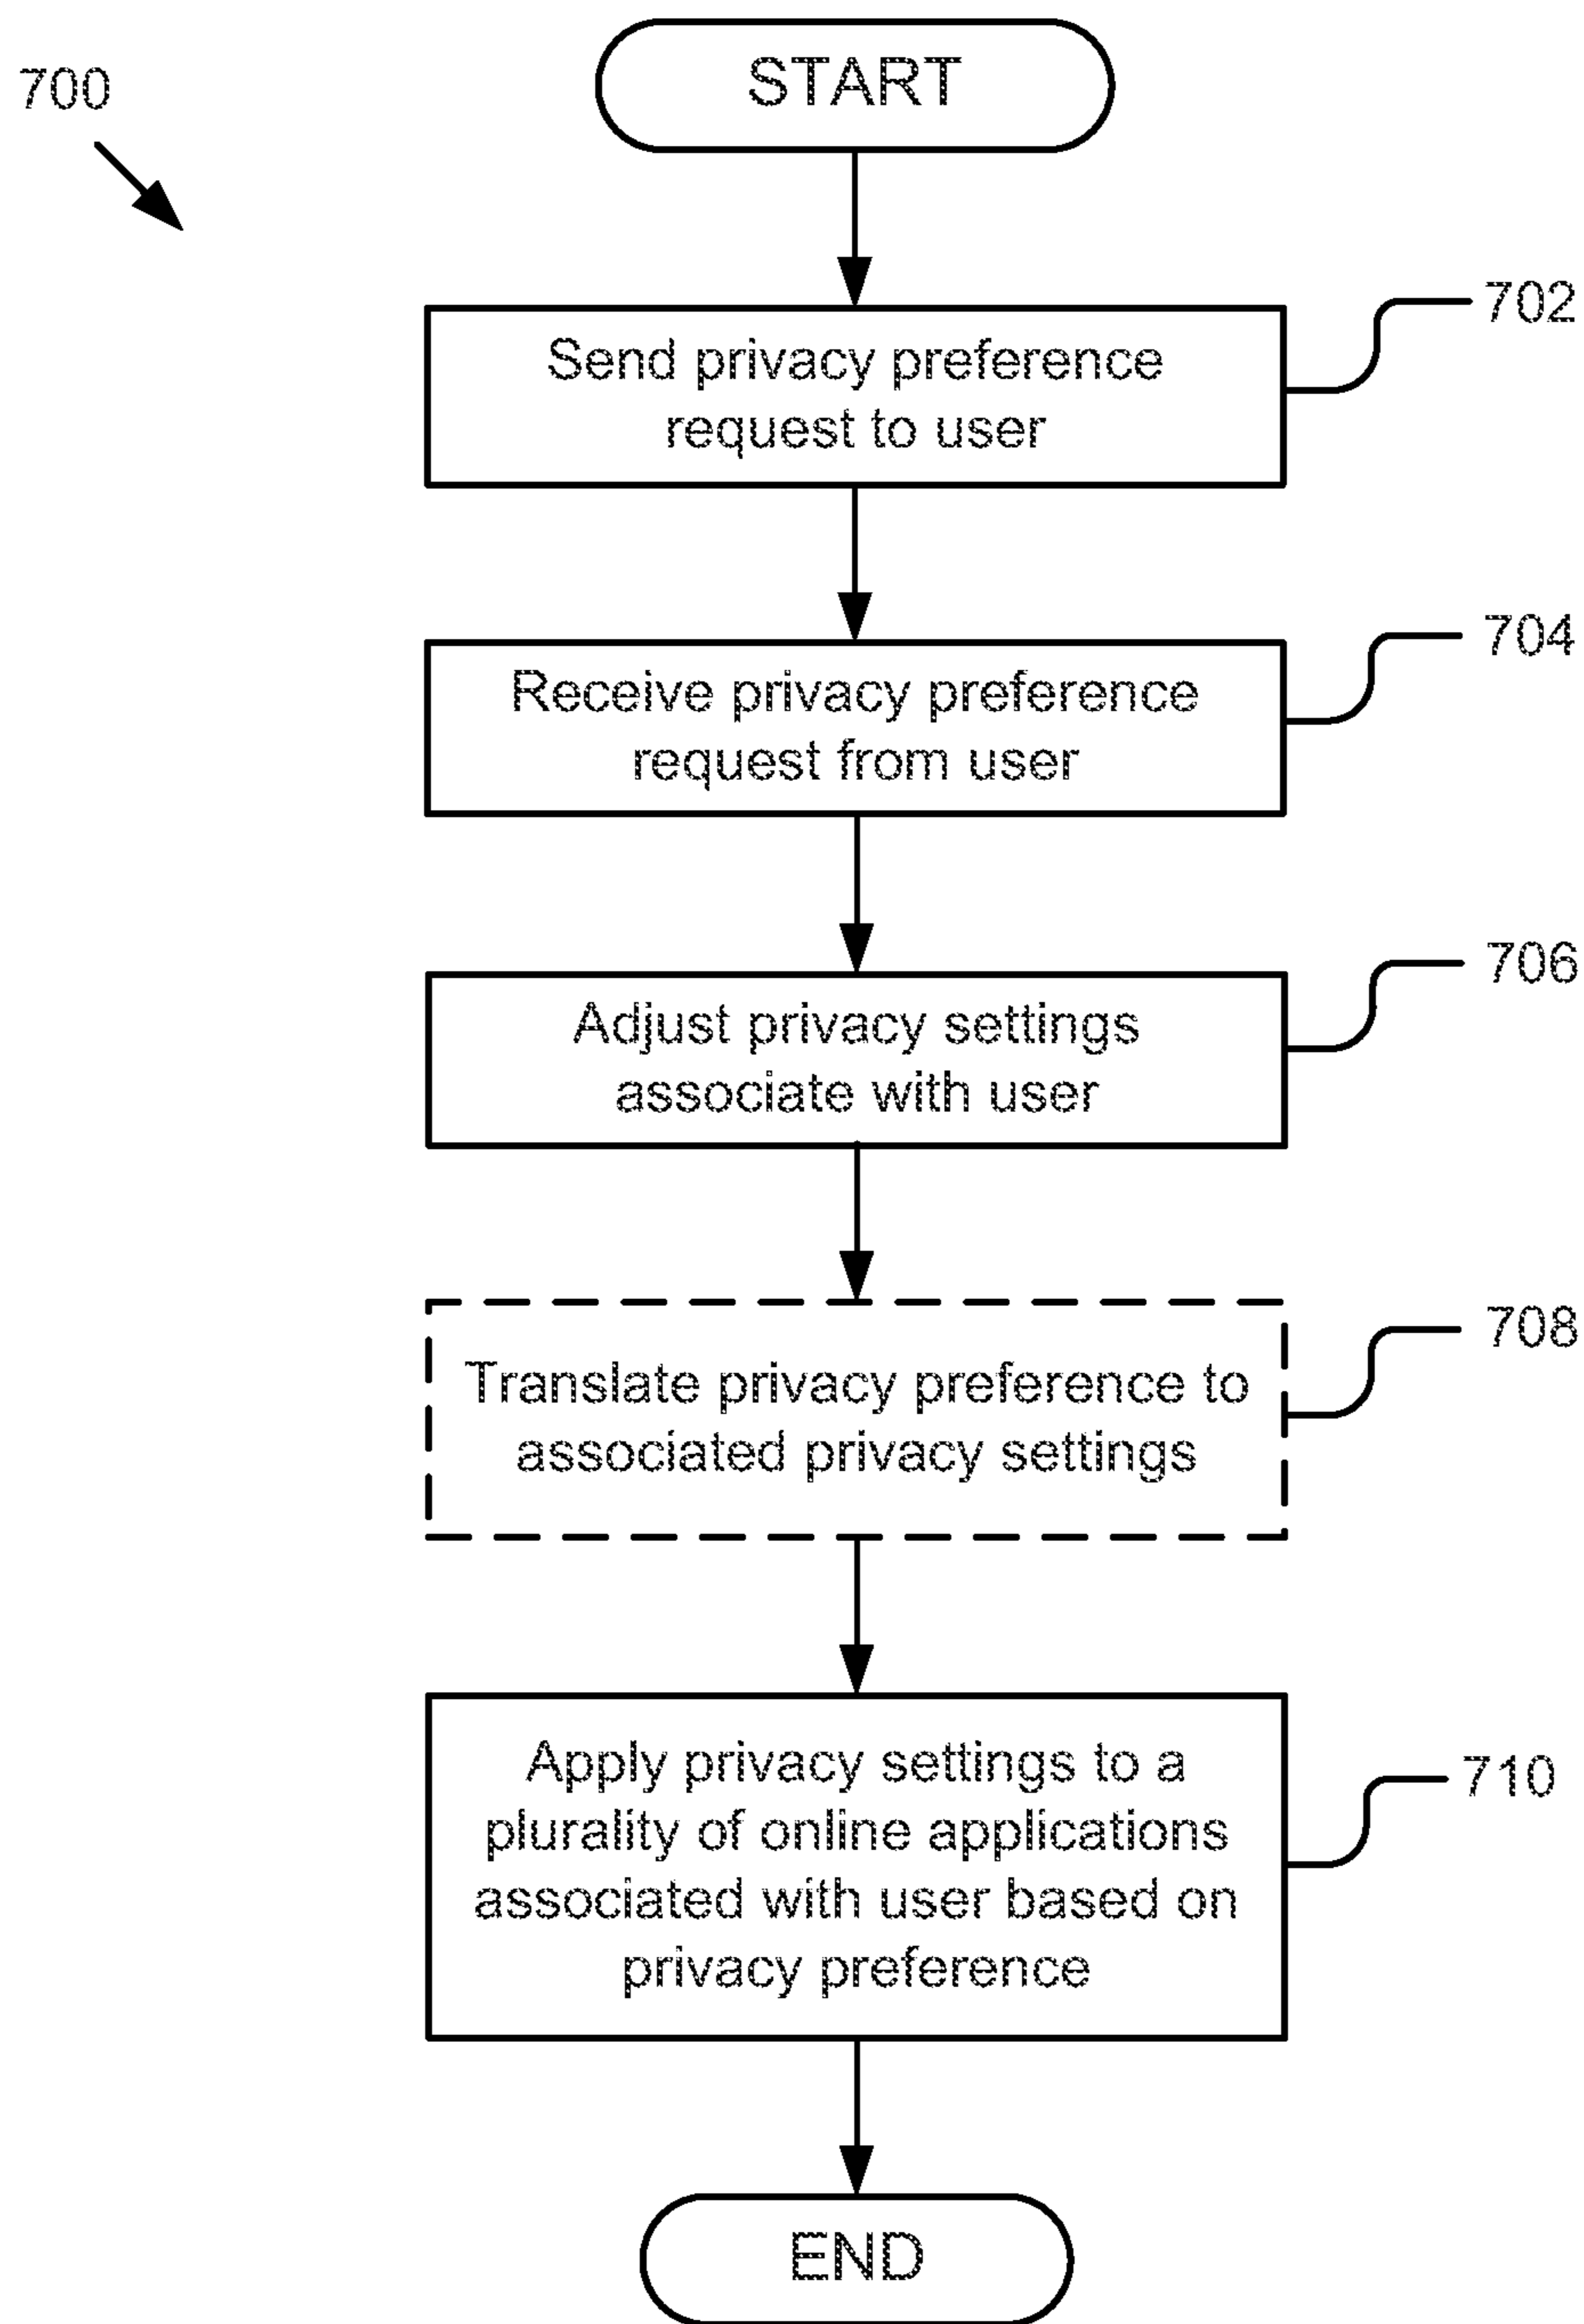 700
START
702
Send privacy preference
request to user
704
Receive privacy preference
request from user
706
Adjust privacy settings
associate with user
708
Translate privacy preference to
associated privacy settings
710
Apply privacy settings to a
plurality of online applications
associated with user based on
privacy preference
END